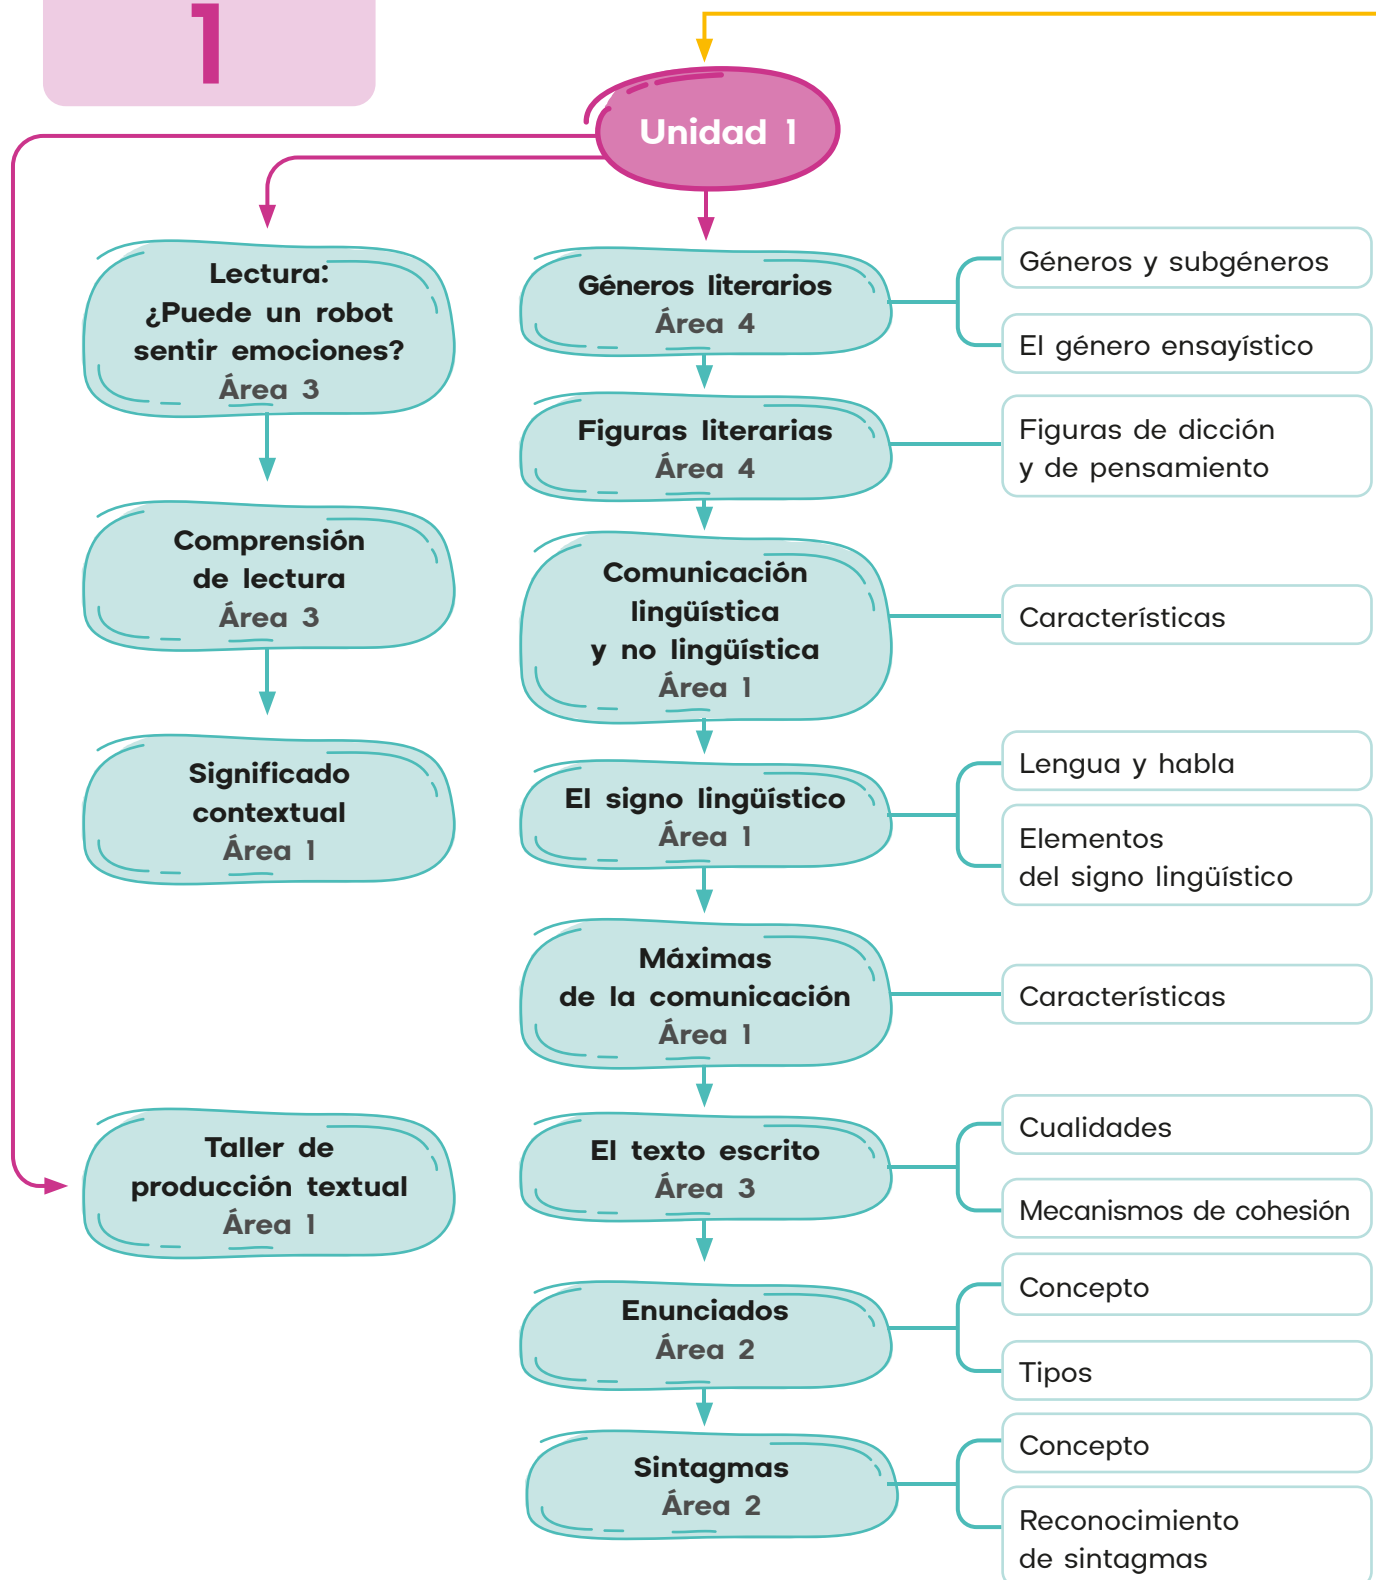 1
Unidad 1
Lectura:
¿Puede un robot
sentir emociones?
Área 3
Comprensión
de lectura
Área 3
Significado
contextual
Área 1
Taller de
producción textual
Área 1
Géneros literarios
Área 4
Géneros y subgéneros
El género ensayístico
Figuras literarias
Área 4
Figuras de dicción
y de pensamiento
Comunicación
lingüística
y no lingüística
Área 1
Características
El signo lingüístico
Área 1
Lengua y habla
Elementos
del signo lingüístico
Máximas
de la comunicación
Área 1
Características
El texto escrito
Área 3
Cualidades
Mecanismos de cohesión
Enunciados
Área 2
Concepto
Tipos
Sintagmas
Área 2
Concepto
Reconocimiento
de sintagmas